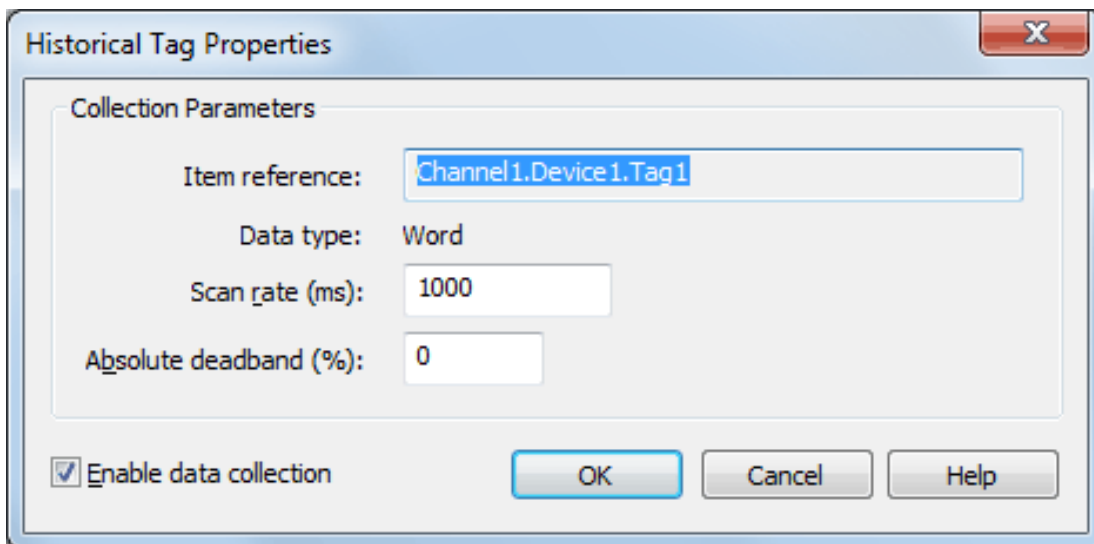 Historical Tag Properties
Collection Parameters
Item reference: Channel1.Device1.Tag1
Data type: Word
Scan rate (ms): 1000
Absolute deadband (%): 0
Enable data collection OK Cancel Help